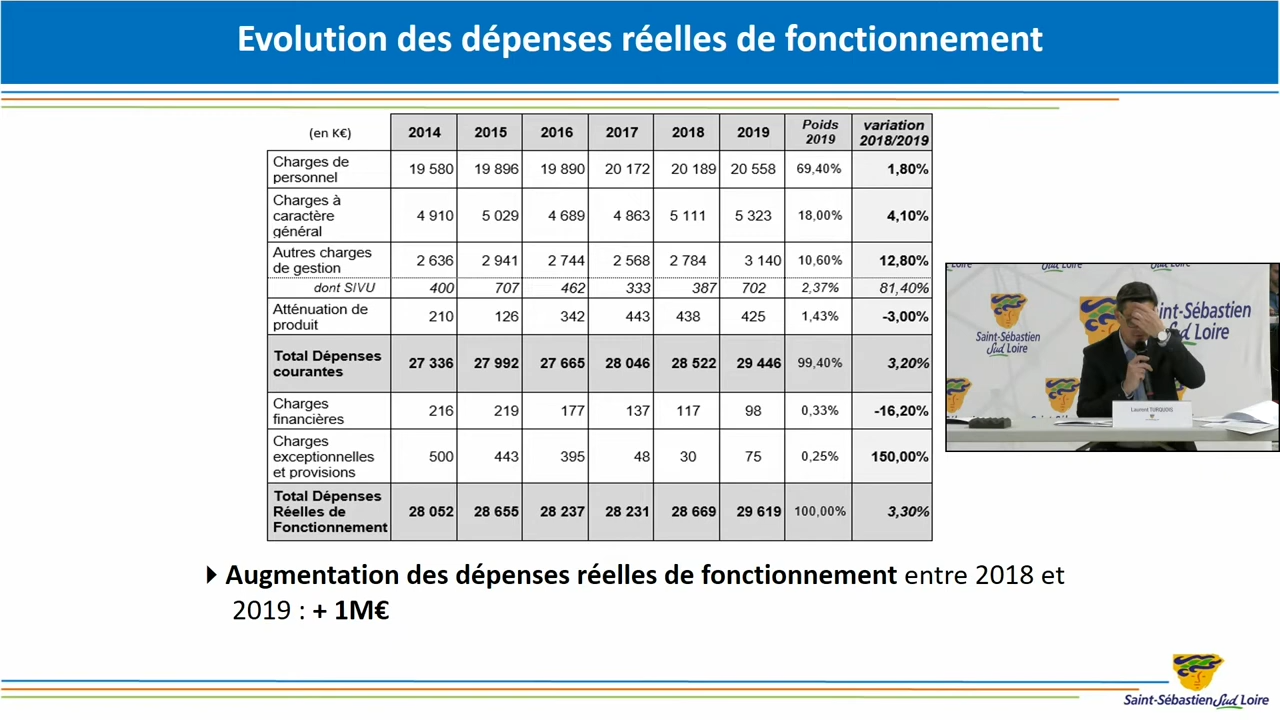 Evolution des dépenses réelles de fonctionnement
(en K€) 2014 2015 2016 2017 2018 2019 Poids 2019 variation 2018/2019
Charges de personnel 19 580 19 896 19 890 20 172 20 189 20 558 69,40% 1,80%
Charges à caractère général 4 910 5 029 4 689 4 863 5 111 5 323 18,00% 4,10%
Autres charges de gestion 2 636 2 941 2 744 2 568 2 784 3 140 10,60% 12,80%
dont SIVU 400 707 462 333 387 702 2,37% 81,40%
Atténuation de produit 210 126 342 443 438 425 1,43% -3,00%
Total Dépenses courantes 27 336 27 992 27 665 28 046 28 522 29 446 99,40% 3,20%
Charges financières 216 219 177 137 117 98 0,33% -16,20%
Charges exceptionnelles et provisions 500 443 395 48 30 75 0,25% 150,00%
Total Dépenses Réelles de Fonctionnement 28 052 28 655 28 237 28 231 28 669 29 619 100,00% 3,30%
Augmentation des dépenses réelles de fonctionnement entre 2018 et
2019 : + 1M€
Saint-Sébastien
Sud Loire
int-Sébastien
d Loire
Laurent TURQUOIS
Saint-Sébastien Sud Loire